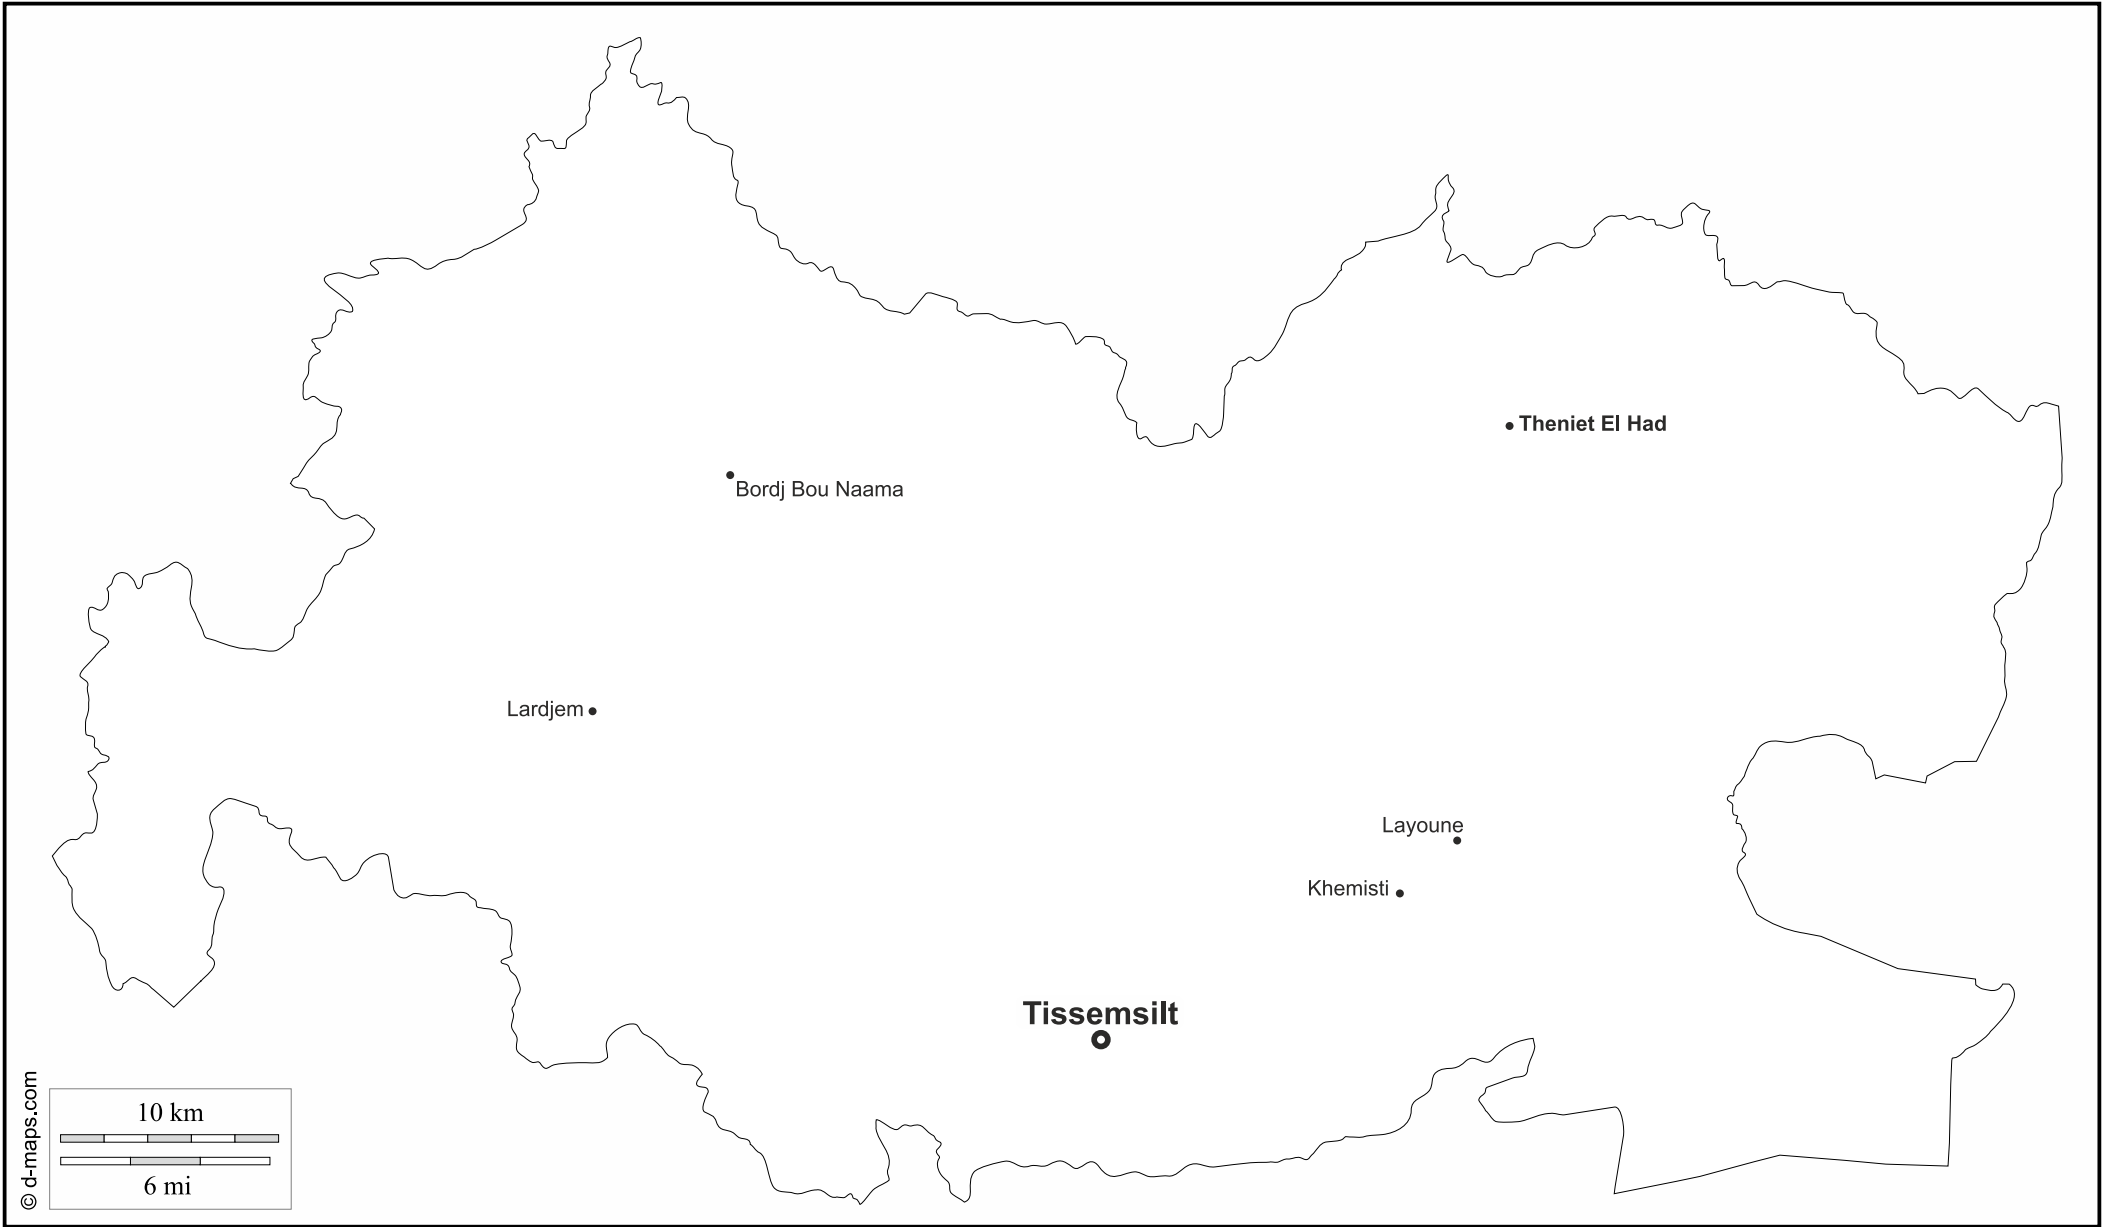 Theniet El Had
Bordj Bou Naama
Lardjem
Layoune
Khemisti
Tissemsilt
10 km
6 mi
© d-maps.com